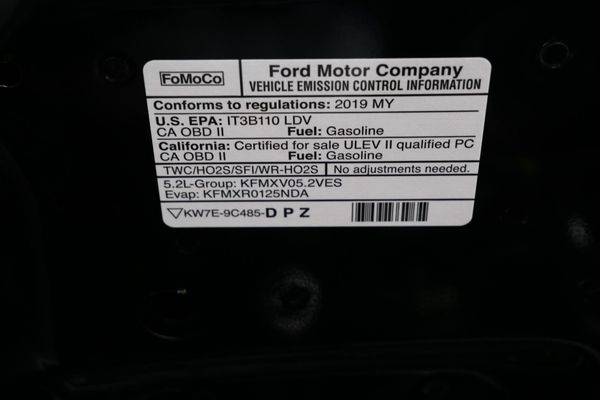 FoMoCo
Ford Motor Company
VEHICLE EMISSION CONTROL INFORMATION
Conforms to regulations: 2019 MY
U.S. EPA: IT3B110 LDV
CA OBD II Fuel: Gasoline
California: Certified for sale ULEV II qualified PC
CA OBD II Fuel: Gasoline
TWC/HO2S/SFI/WR-HO2S No adjustments needed.
5.2L-Group: KFMXV05.2VES
Evap: KFMXR0125NDA
KW7E-9C485-D P Z